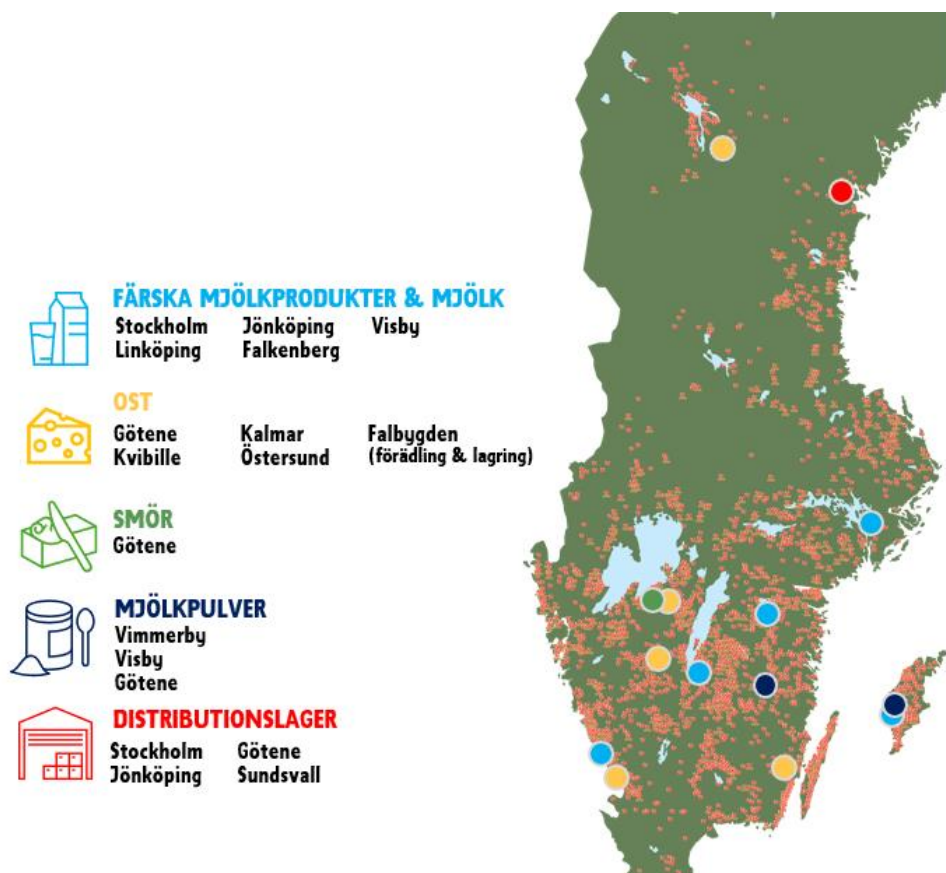 FÄRSKA MJÖLKPRODUKTER & MJÖLK
Stockholm Jönköping Visby
Linköping Falkenberg
OST
Götene Kalmar Falbygden
Kvibille Östersund (förädling & lagring)
SMÖR
Götene
MJÖLKPULVER
Vimmerby
Visby
Götene
DISTRIBUTIONSLAGER
Stockholm Götene
Jönköping Sundsvall